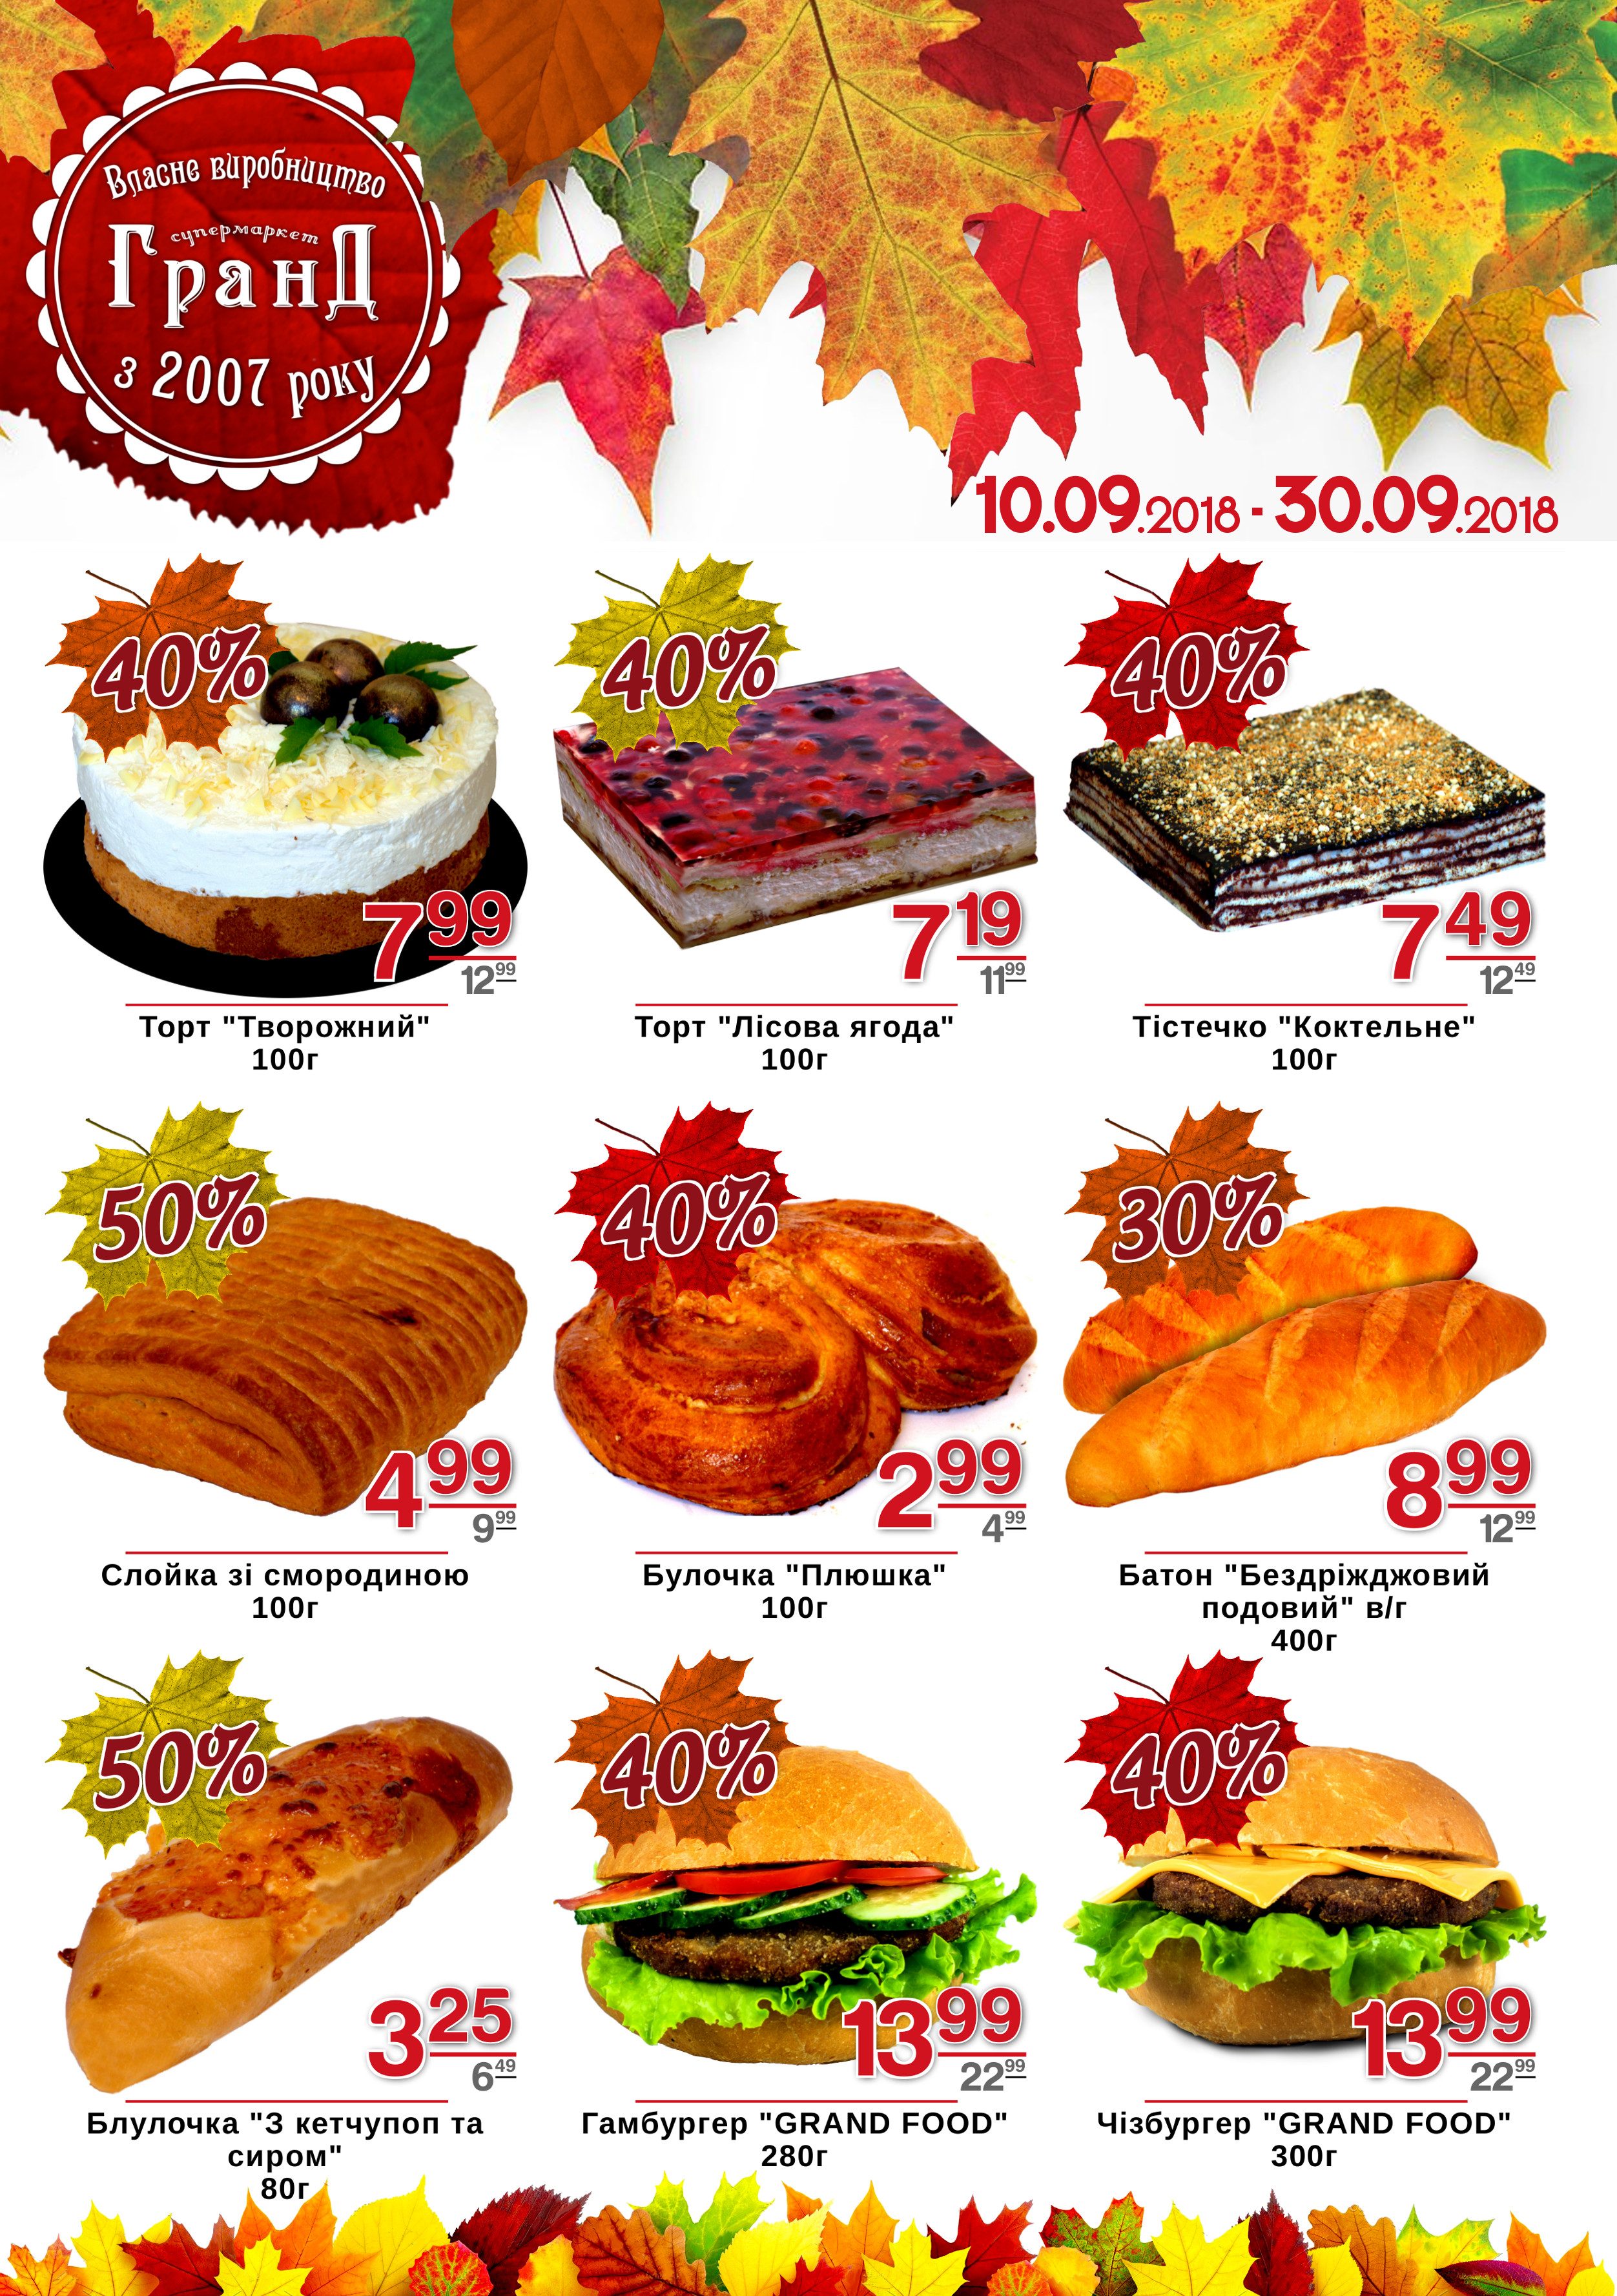 Власне виробництво
супермаркет
ГранД
з 2007 року
10.09.2018 - 30.09.2018
40%
40%
40%
7 99
12 99
7 19
11 99
7 49
12 49
Торт "Творожний"
100г
Торт "Лісова ягода"
100г
Тістечко "Коктельне"
100г
50%
40%
30%
4 99
9 99
2 99
4 99
8 99
12 99
Слойка зі смородиною
100г
Булочка "Плюшка"
100г
Батон "Бездріжджовий
подовий" в/г
400г
50%
40%
40%
3 25
6 49
13 99
22 99
13 99
22 99
Блулочка "З кетчупоп та
сиром"
80г
Гамбургер "GRAND FOOD"
280г
Чізбургер "GRAND FOOD"
300г